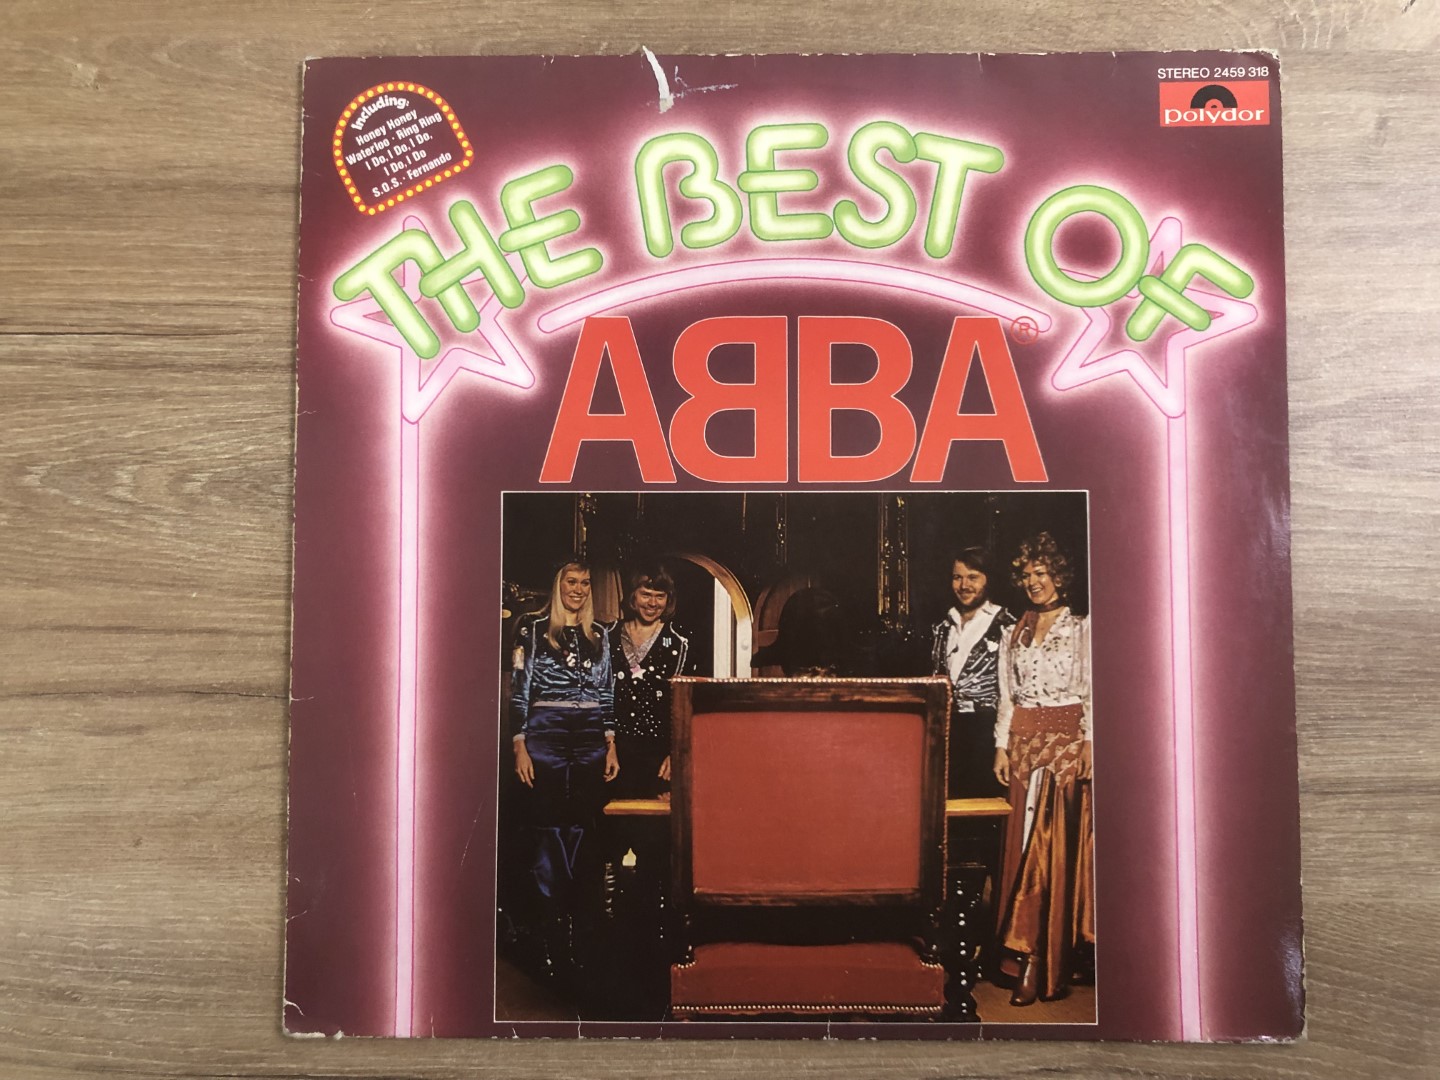 Including:
Honey Honey
Waterloo · Ring Ring
I Do, I Do, I Do,
I Do, I Do
S.O.S. · Fernando
STEREO 2459 318
polydor
THE BEST OF
ABBA®